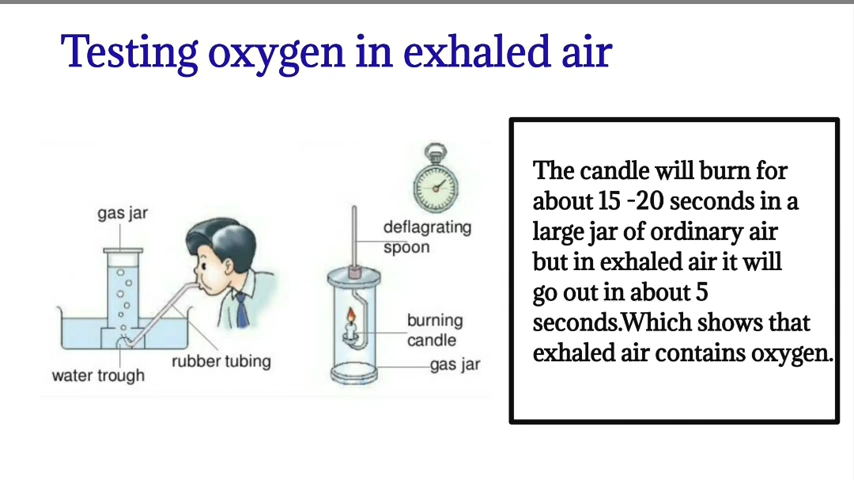 Testing oxygen in exhaled air
gas jar
rubber tubing
water trough
deflagrating
spoon
burning
candle
gas jar
The candle will burn for
about 15 -20 seconds in a
large jar of ordinary air
but in exhaled air it will
go out in about 5
seconds.Which shows that
exhaled air contains oxygen.